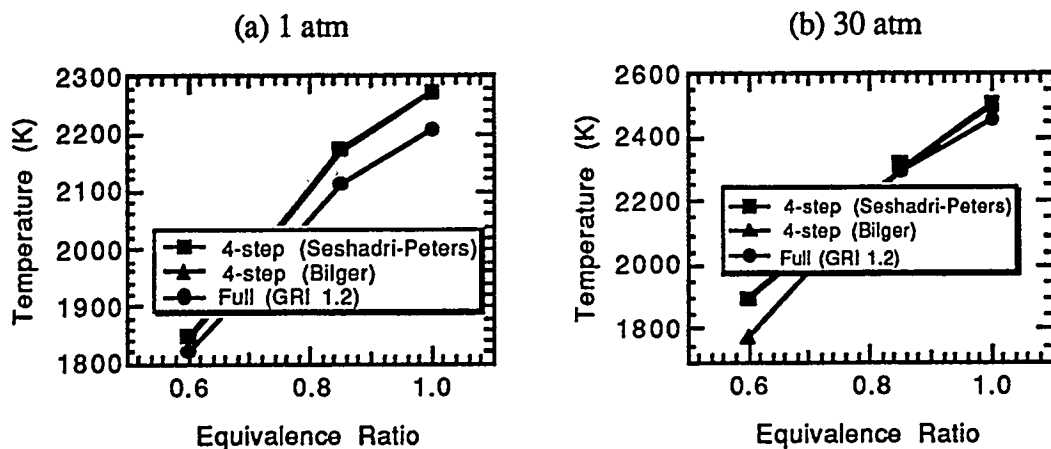 (a) 1 atm
2300
2200
2100
2000
1900
1800
0.6
0.8
1.0
Temperature (K)
Equivalence Ratio
4-step (Seshadri-Peters)
4-step (Bilger)
Full (GRI 1.2)
(b) 30 atm
2600
2400
2200
2000
1800
0.6
0.8
1.0
Temperature (K)
Equivalence Ratio
4-step (Seshadri-Peters)
4-step (Bilger)
Full (GRI 1.2)